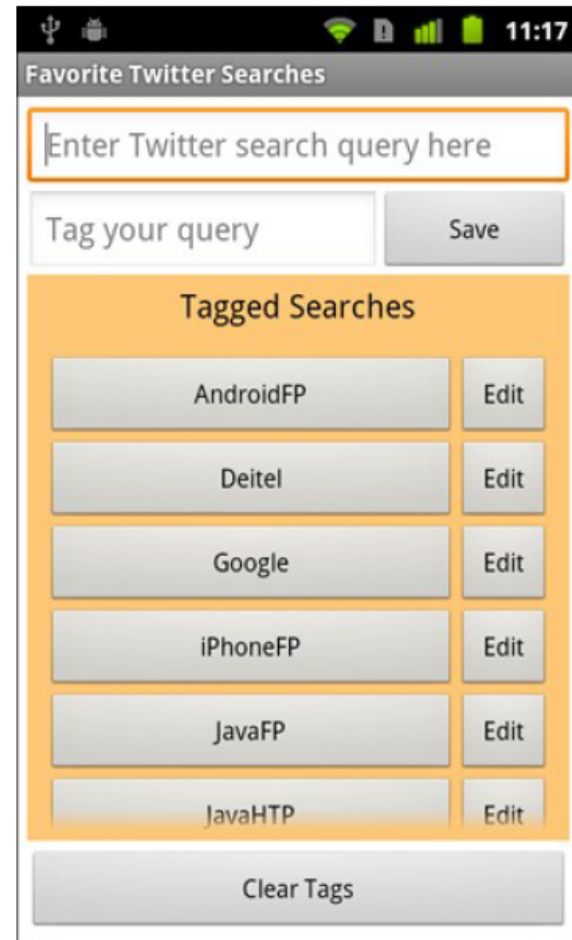 11:17
Favorite Twitter Searches
Enter Twitter search query here
Tag your query Save
Tagged Searches
AndroidFP Edit
Deitel Edit
Google Edit
iPhoneFP Edit
JavaFP Edit
JavaHTP Edit
Clear Tags